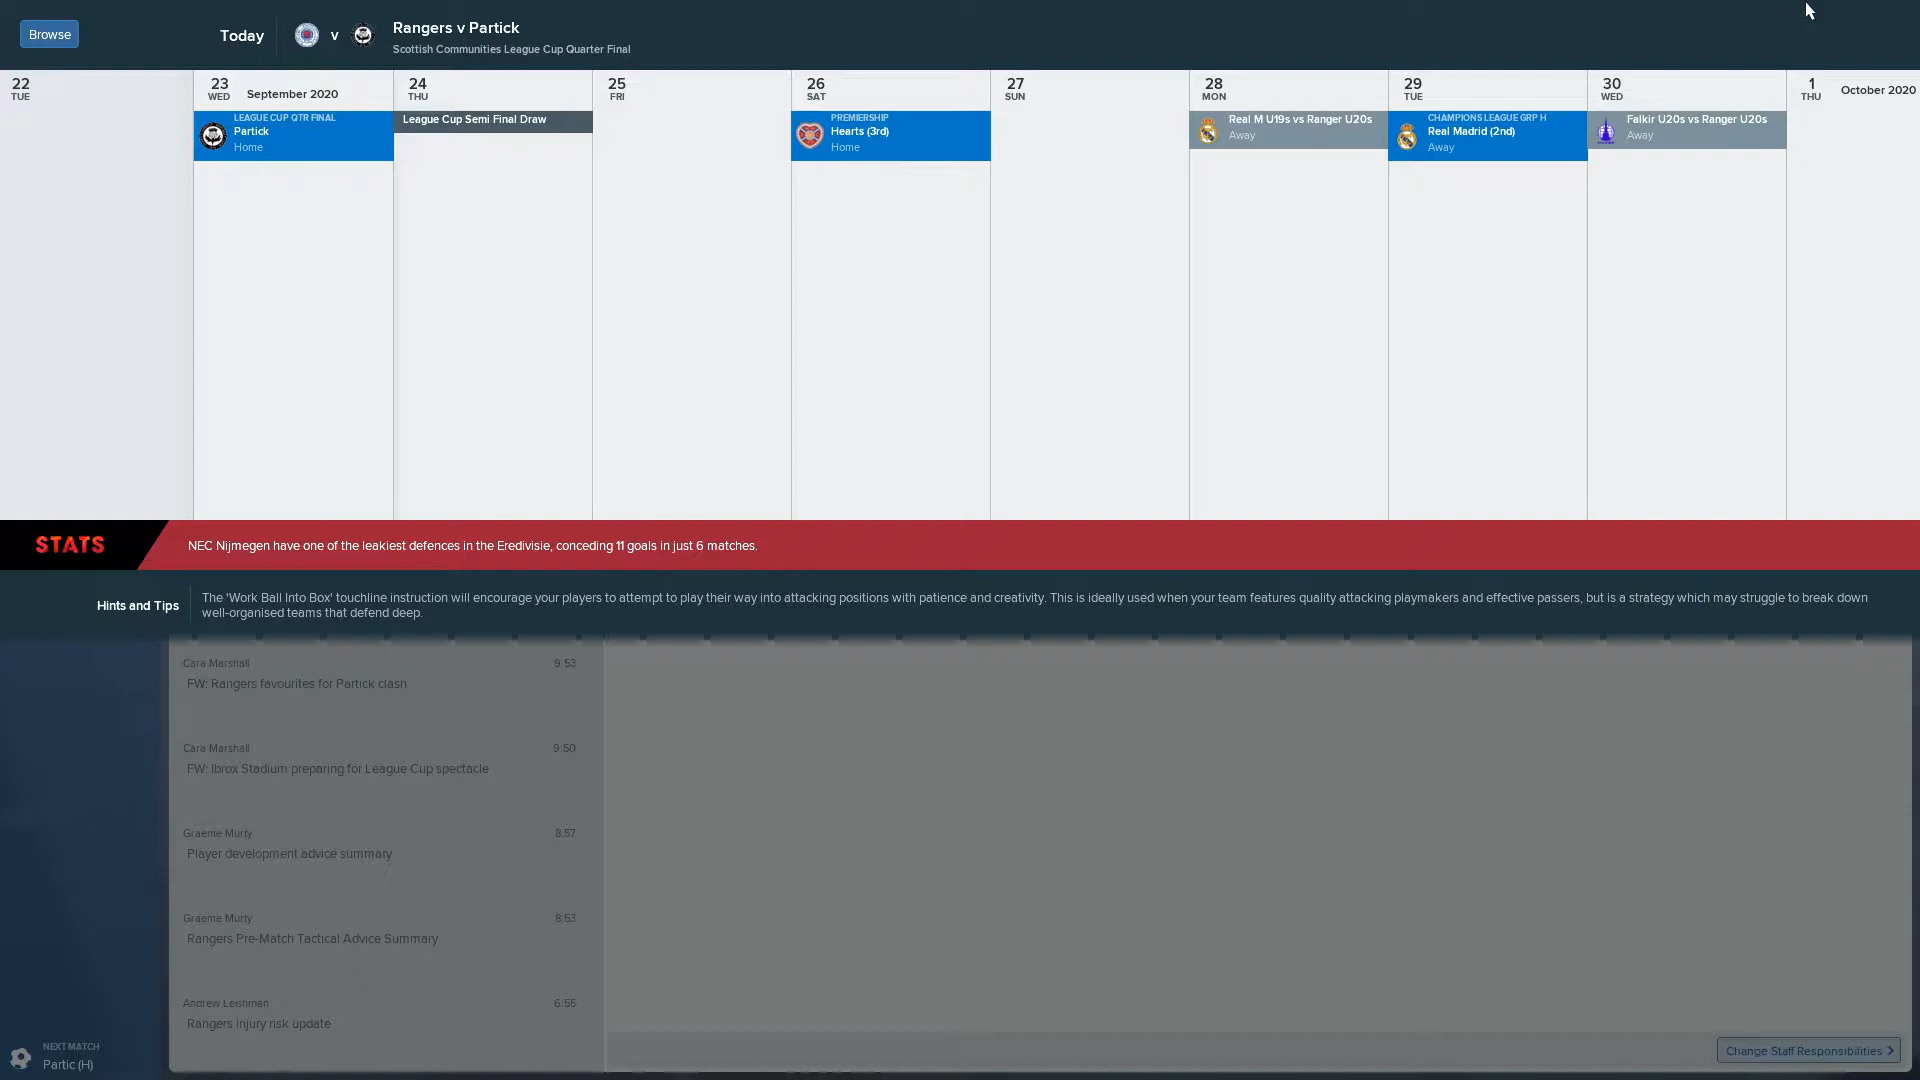 Browse
Today
v
Rangers v Partick
Scottish Communities League Cup Quarter Final
22
TUE
23
WED
September 2020
24
THU
25
FRI
26
SAT
27
SUN
28
MON
29
TUE
30
WED
1
THU
October 2020
LEAGUE CUP QTR FINAL
Partick
Home
League Cup Semi Final Draw
PREMIERSHIP
Hearts (3rd)
Home
Real M U19s vs Ranger U20s
Away
CHAMPIONS LEAGUE GRP H
Real Madrid (2nd)
Away
Falkir U20s vs Ranger U20s
Away
STATS
NEC Nijmegen have one of the leakiest defences in the Eredivisie, conceding 11 goals in just 6 matches.
Hints and Tips
The 'Work Ball Into Box' touchline instruction will encourage your players to attempt to play their way into attacking positions with patience and creativity. This is ideally used when your team features quality attacking playmakers and effective passers, but is a strategy which may struggle to break down
well-organised teams that defend deep.
Cara Marshall 9:53
FW: Rangers favourites for Partick clash
Cara Marshall 9:50
FW: Ibrox Stadium preparing for League Cup spectacle
Graeme Murty 8:57
Player development advice summary
Graeme Murty 8:53
Rangers Pre-Match Tactical Advice Summary
Andrew Leishman 6:55
Rangers injury risk update
NEXT MATCH
Partic (H)
Change Staff Responsibilities